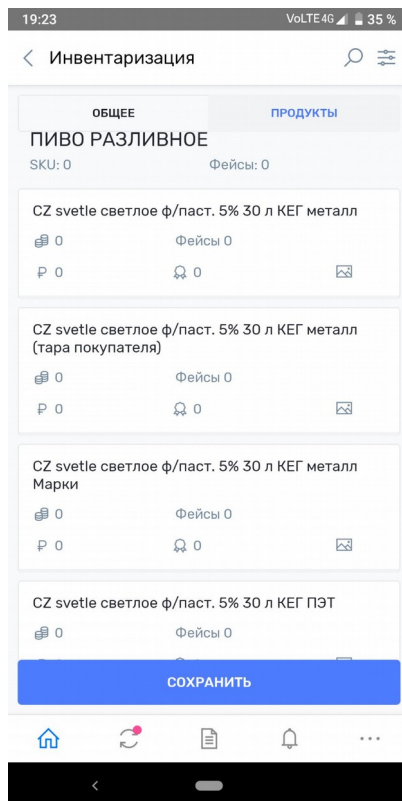 19:23
VoLTE 4G 35 %
Инвентаризация
ОБЩЕЕ
ПРОДУКТЫ
ПИВО РАЗЛИВНОЕ
SKU: 0
Фейсы: 0
CZ svetle светлое ф/паст. 5% 30 л КЕГ металл
0
Фейсы 0
₽ 0
0
CZ svetle светлое ф/паст. 5% 30 л КЕГ металл
(тара покупателя)
0
Фейсы 0
₽ 0
0
CZ svetle светлое ф/паст. 5% 30 л КЕГ металл
Марки
0
Фейсы 0
₽ 0
0
CZ svetle светлое ф/паст. 5% 30 л КЕГ ПЭТ
0
Фейсы 0
СОХРАНИТЬ